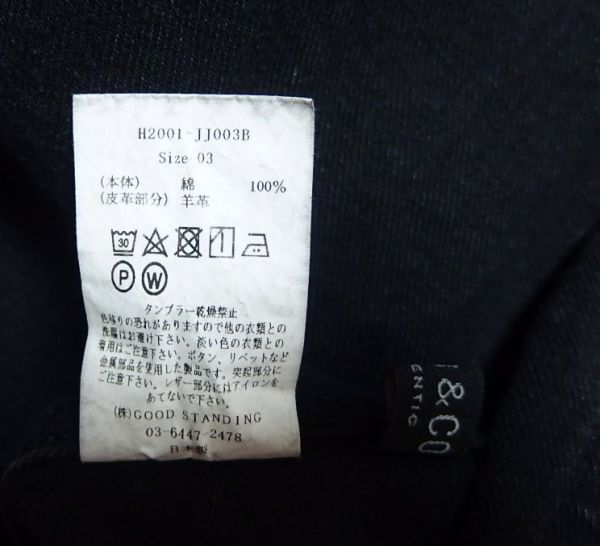 H2001-JJ003B
Size 03
(本体) 綿 100%
(皮革部分) 羊革
30
P W
タンブラー乾燥禁止
色移りの恐れがありますので他の衣類との
洗濯はお避け下さい。淡い色の衣類との
着用はご注意下さい。ボタン、リベットなど
金属部品を使用した製品です。突起部分に
ご注意下さい。レザー部分にはアイロンを
あてないで下さい。
(株)GOOD STANDING
03-6447-2478
日本製
& CO
ENTIC